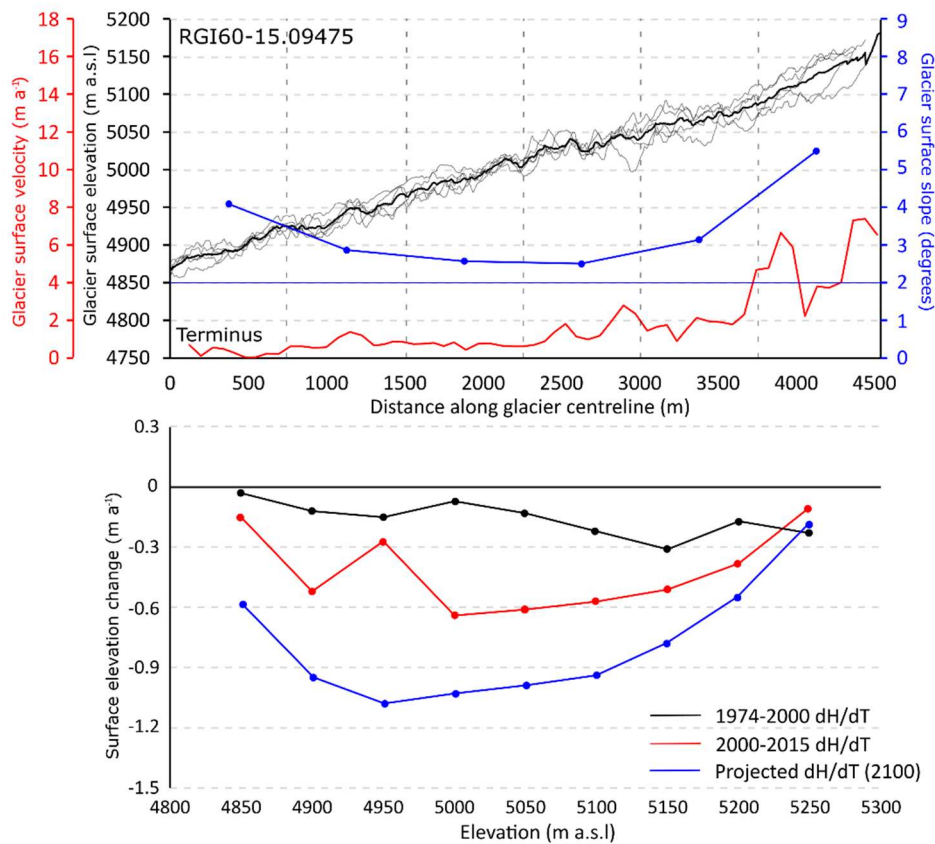 RGI60-15.09475
Glacier surface velocity (m a⁻¹)
18
16
14
12
10
8
6
4
2
0
Glacier surface elevation (m a.s.l)
5200
5150
5100
5050
5000
4950
4900
4850
4800
4750
Glacier surface slope (degrees)
9
8
7
6
5
4
3
2
1
0
Terminus
0 500 1000 1500 2000 2500 3000 3500 4000 4500
Distance along glacier centreline (m)
Surface elevation change (m a⁻¹)
0.3
0
-0.3
-0.6
-0.9
-1.2
-1.5
1974-2000 dH/dT
2000-2015 dH/dT
Projected dH/dT (2100)
4800 4850 4900 4950 5000 5050 5100 5150 5200 5250 5300
Elevation (m a.s.l)